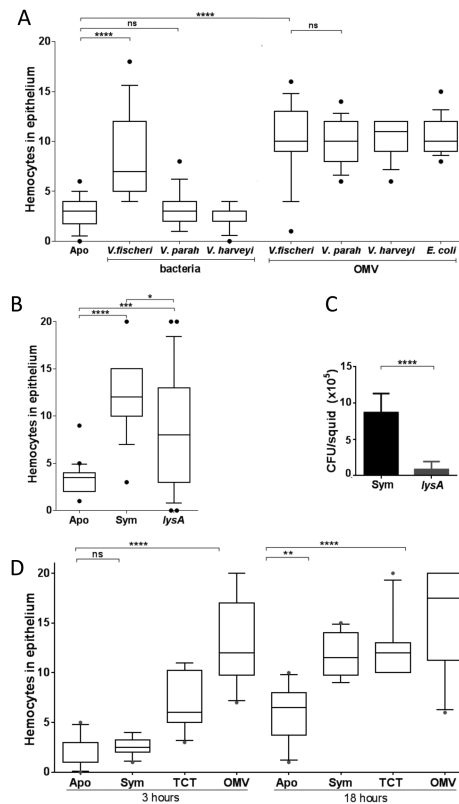 A
****
ns
****
ns
Hemocytes in epithelium
20
15
10
5
0
Apo V.fischeri V. parah V. harveyi V.fischeri V. parah V. harveyi E. coli
bacteria OMV
B
*
***
****
Hemocytes in epithelium
20
15
10
5
0
Apo Sym lysA
C
****
CFU/squid (x10⁵)
15
10
5
0
Sym lysA
D
**** ****
ns **
Hemocytes in epithelium
20
15
10
5
0
Apo Sym TCT OMV Apo Sym TCT OMV
3 hours 18 hours